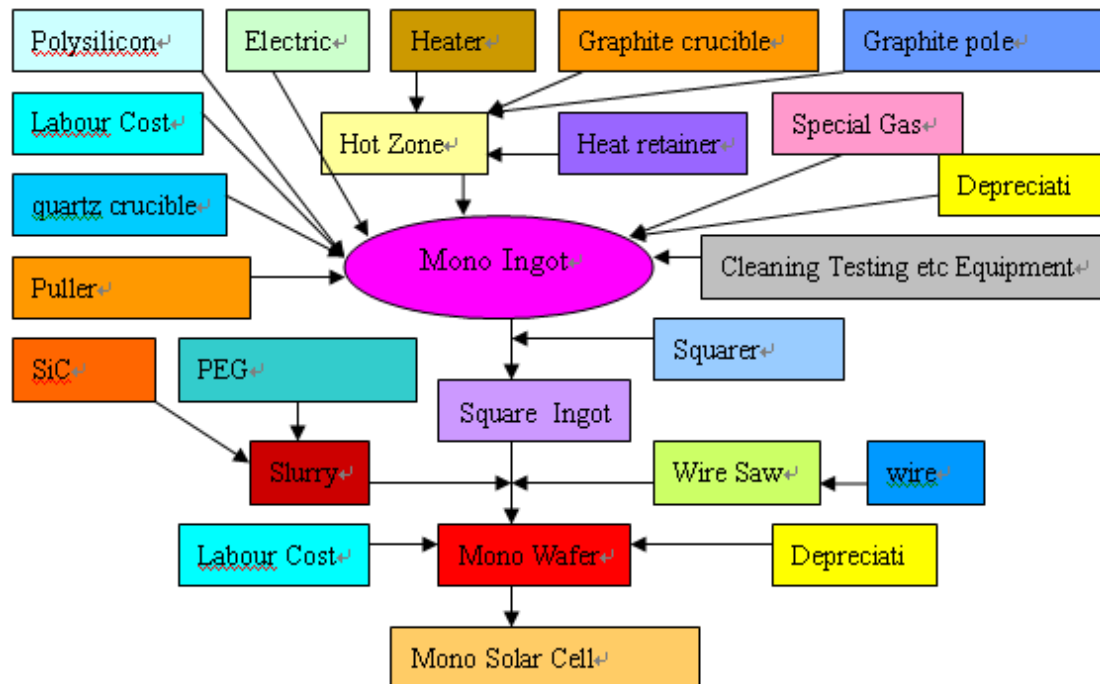 Polysilicon↵
Electric↵
Heater↵
Graphite crucible↵
Graphite pole↵
Labour Cost↵
Hot Zone↵
Heat retainer↵
Special Gas↵
Depreciati
quartz crucible↵
Mono Ingot↵
Cleaning Testing etc Equipment↵
Puller↵
SiC↵
PEG↵
Squarer↵
Square Ingot
Slurry↵
Wire Saw↵
wire↵
Labour Cost↵
Mono Wafer↵
Depreciati
Mono Solar Cell↵